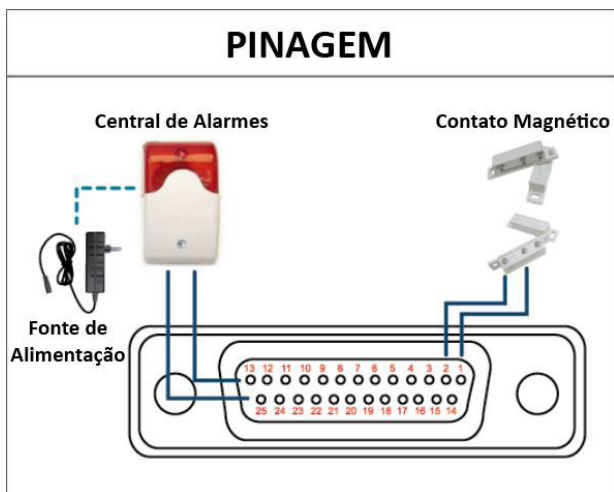 PINAGEM
Central de Alarmes
Contato Magnético
Fonte de
Alimentação
13 12 11 10 9 8 7 6 5 4 3 2 1
25 24 23 22 21 20 19 18 17 16 15 14